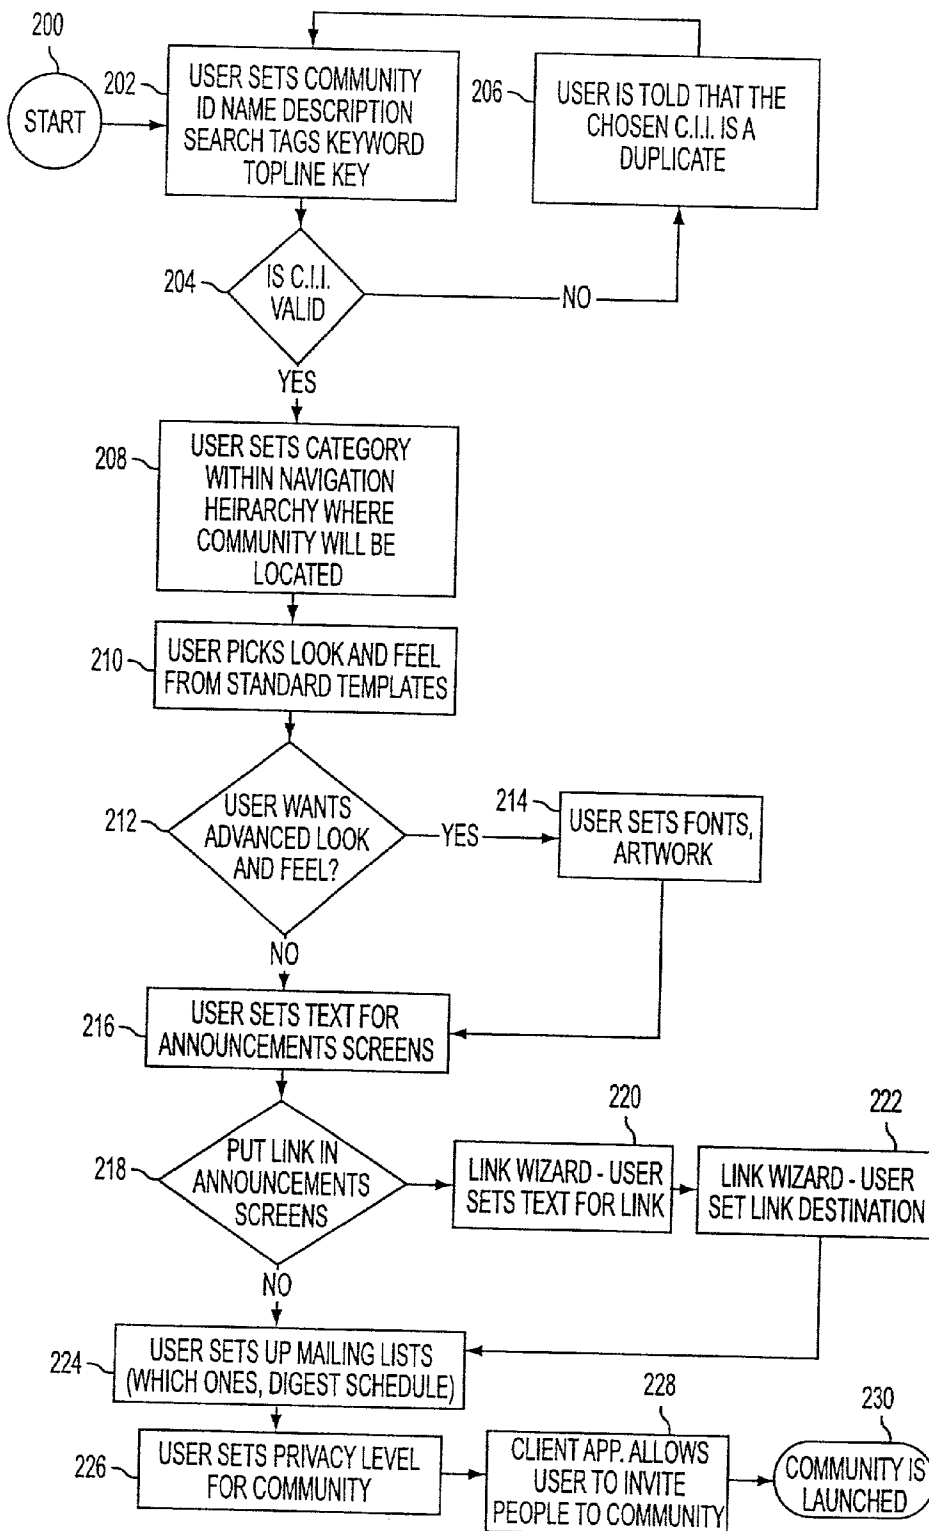 200
START
202
USER SETS COMMUNITY
ID NAME DESCRIPTION
SEARCH TAGS KEYWORD
TOPLINE KEY
206
USER IS TOLD THAT THE
CHOSEN C.I.I. IS A
DUPLICATE
204
IS C.I.I.
VALID
NO
YES
208
USER SETS CATEGORY
WITHIN NAVIGATION
HEIRARCHY WHERE
COMMUNITY WILL BE
LOCATED
210
USER PICKS LOOK AND FEEL
FROM STANDARD TEMPLATES
212
USER WANTS
ADVANCED LOOK
AND FEEL?
YES
214
USER SETS FONTS,
ARTWORK
NO
216
USER SETS TEXT FOR
ANNOUNCEMENTS SCREENS
218
PUT LINK IN
ANNOUNCEMENTS
SCREENS
220
LINK WIZARD - USER
SETS TEXT FOR LINK
222
LINK WIZARD - USER
SET LINK DESTINATION
NO
224
USER SETS UP MAILING LISTS
(WHICH ONES, DIGEST SCHEDULE)
226
USER SETS PRIVACY LEVEL
FOR COMMUNITY
228
CLIENT APP. ALLOWS
USER TO INVITE
PEOPLE TO COMMUNITY
230
COMMUNITY IS
LAUNCHED